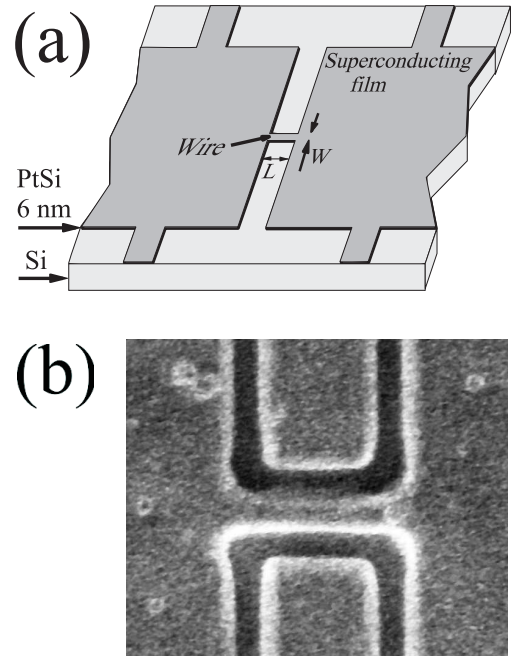 (a)
Superconducting
film
Wire
W
L
PtSi
6 nm
Si
(b)